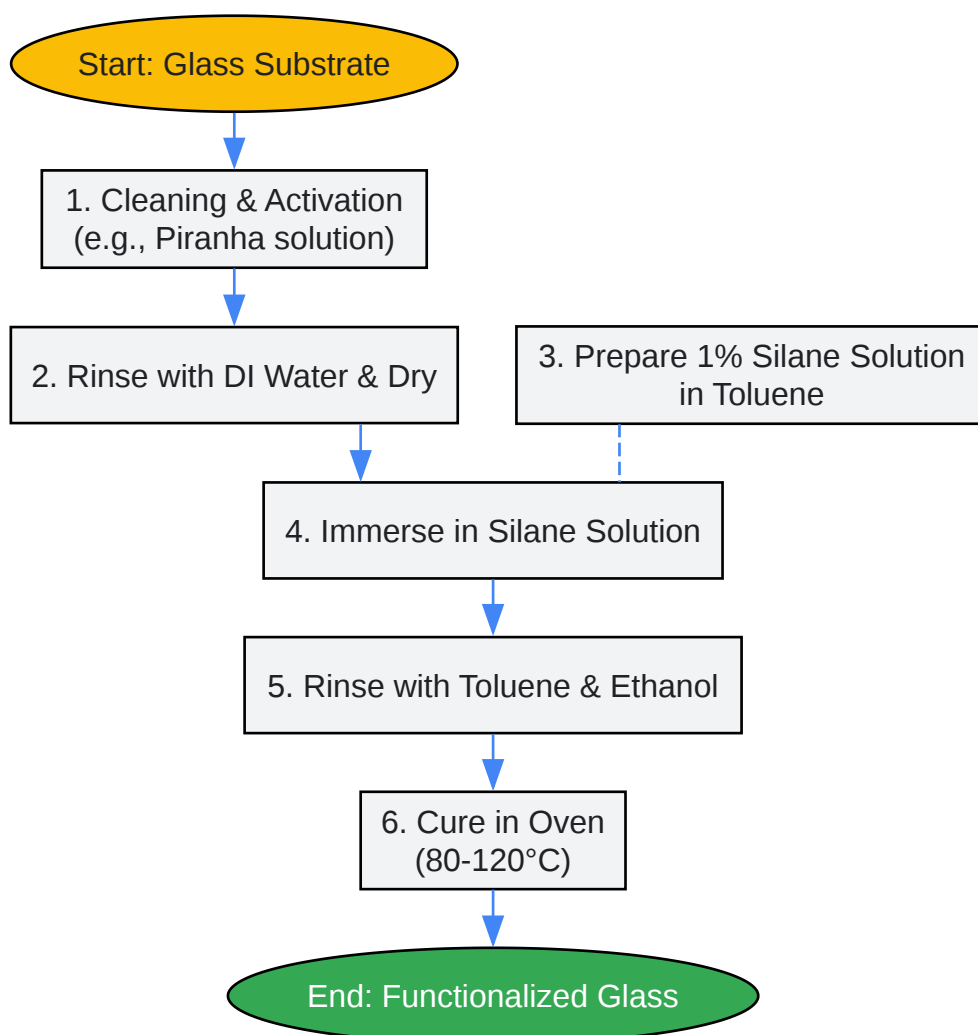 Start: Glass Substrate
1. Cleaning & Activation
(e.g., Piranha solution)
2. Rinse with DI Water & Dry
3. Prepare 1% Silane Solution
in Toluene
4. Immerse in Silane Solution
5. Rinse with Toluene & Ethanol
6. Cure in Oven
(80-120°C)
End: Functionalized Glass